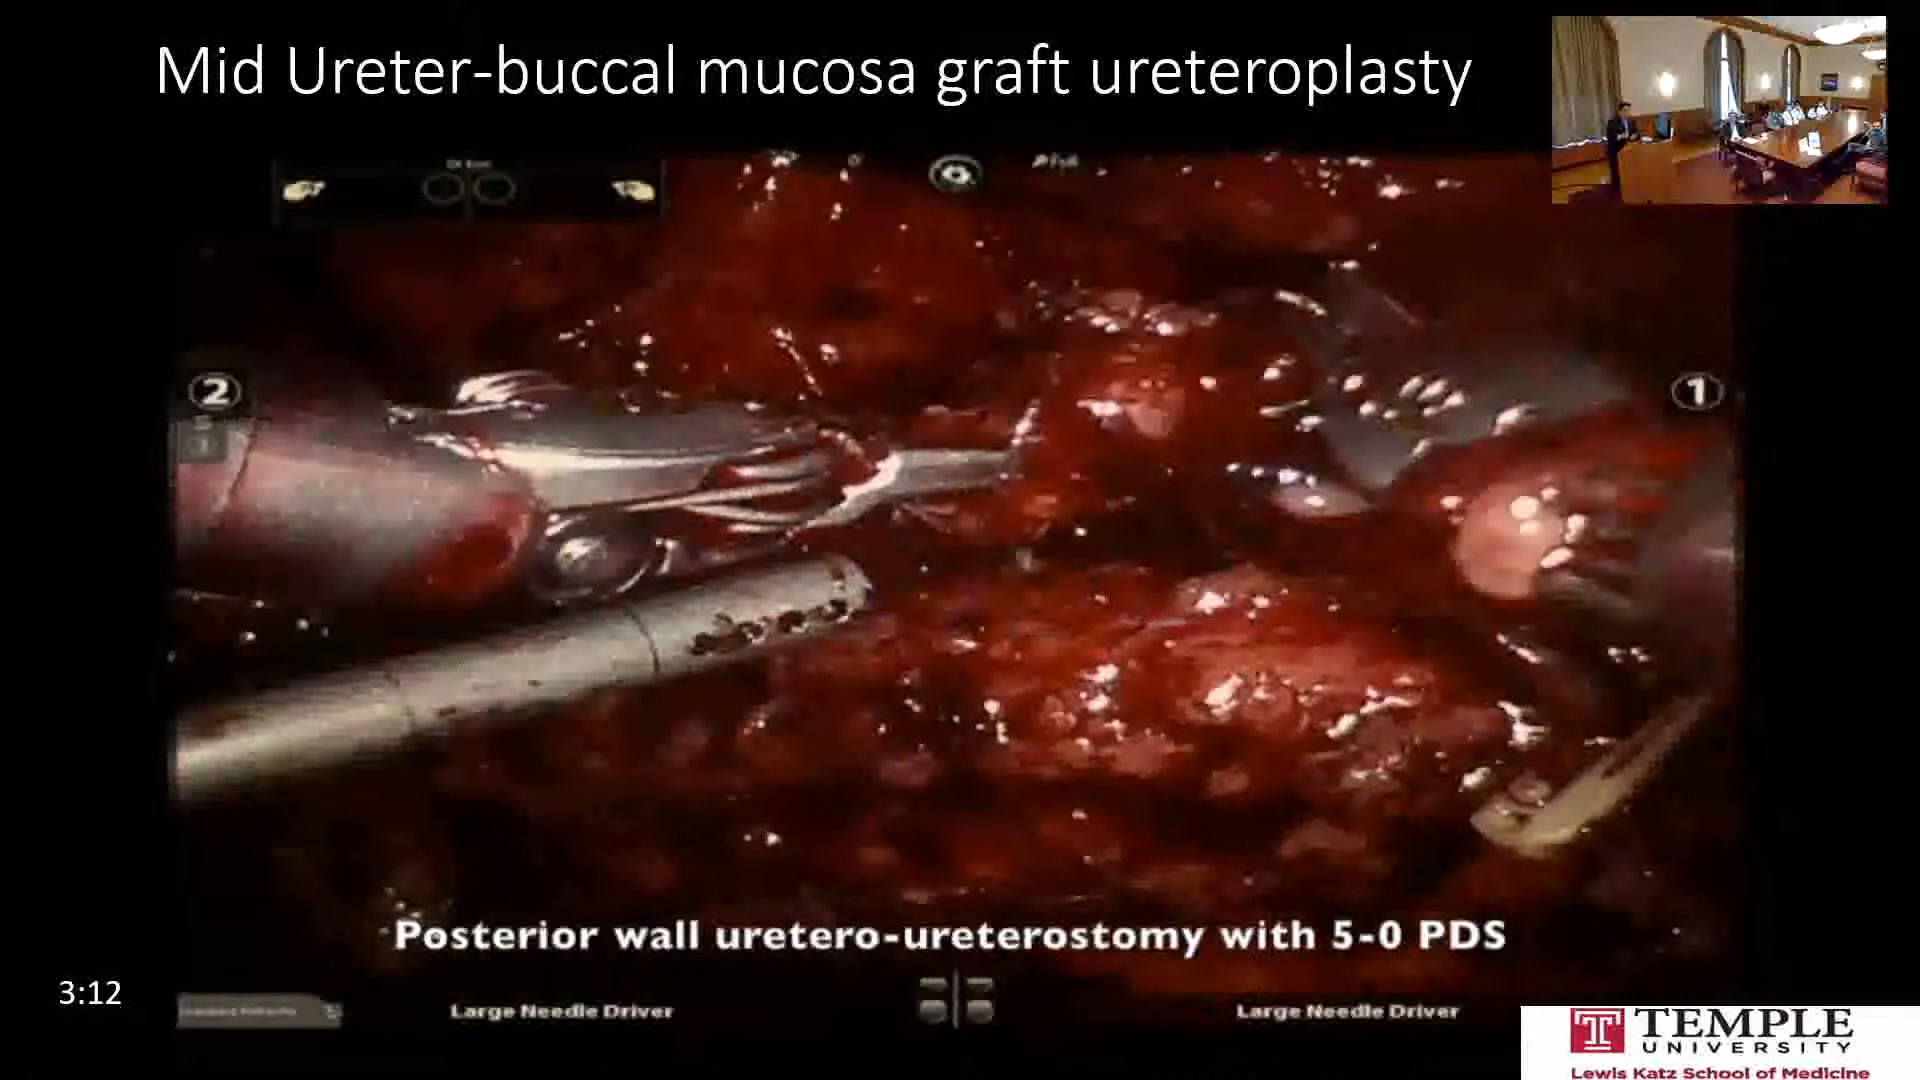 Mid Ureter-buccal mucosa graft ureteroplasty
2
1
Posterior wall uretero-ureterostomy with 5-0 PDS
3:12
Large Needle Driver
Large Needle Driver
T TEMPLE
UNIVERSITY
Lewis Katz School of Medicine